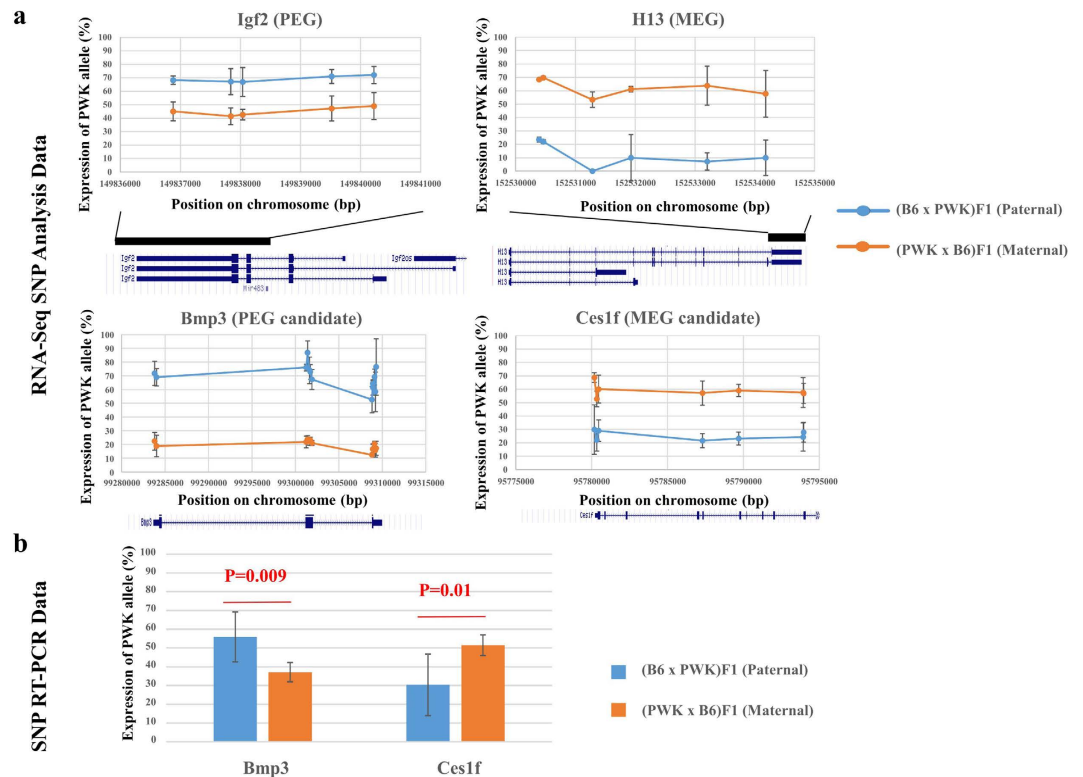 a
RNA-Seq SNP Analysis Data
Igf2 (PEG)
Expression of PWK allele (%)
100
90
80
70
60
50
40
30
20
10
0
149836000 149837000 149838000 149839000 149840000 149841000
Position on chromosome (bp)
Igf2 Igf2os
Igf2
Igf2
Mir483
H13 (MEG)
Expression of PWK allele (%)
100
90
80
70
60
50
40
30
20
10
0
152530000 152531000 152532000 152533000 152534000 152535000
Position on chromosome (bp)
H13
H13
H13
H13
(B6 x PWK)F1 (Paternal)
(PWK x B6)F1 (Maternal)
Bmp3 (PEG candidate)
Expression of PWK allele (%)
100
90
80
70
60
50
40
30
20
10
0
99280000 99285000 99290000 99295000 99300000 99305000 99310000 99315000
Position on chromosome (bp)
Bmp3
Ces1f (MEG candidate)
Expression of PWK allele (%)
100
90
80
70
60
50
40
30
20
10
0
95775000 95780000 95785000 95790000 95795000
Position on chromosome (bp)
Ces1f
b
SNP RT-PCR Data
Expression of PWK allele (%)
100
90
80
70
60
50
40
30
20
10
0
P=0.009
P=0.01
Bmp3 Ces1f
(B6 x PWK)F1 (Paternal)
(PWK x B6)F1 (Maternal)